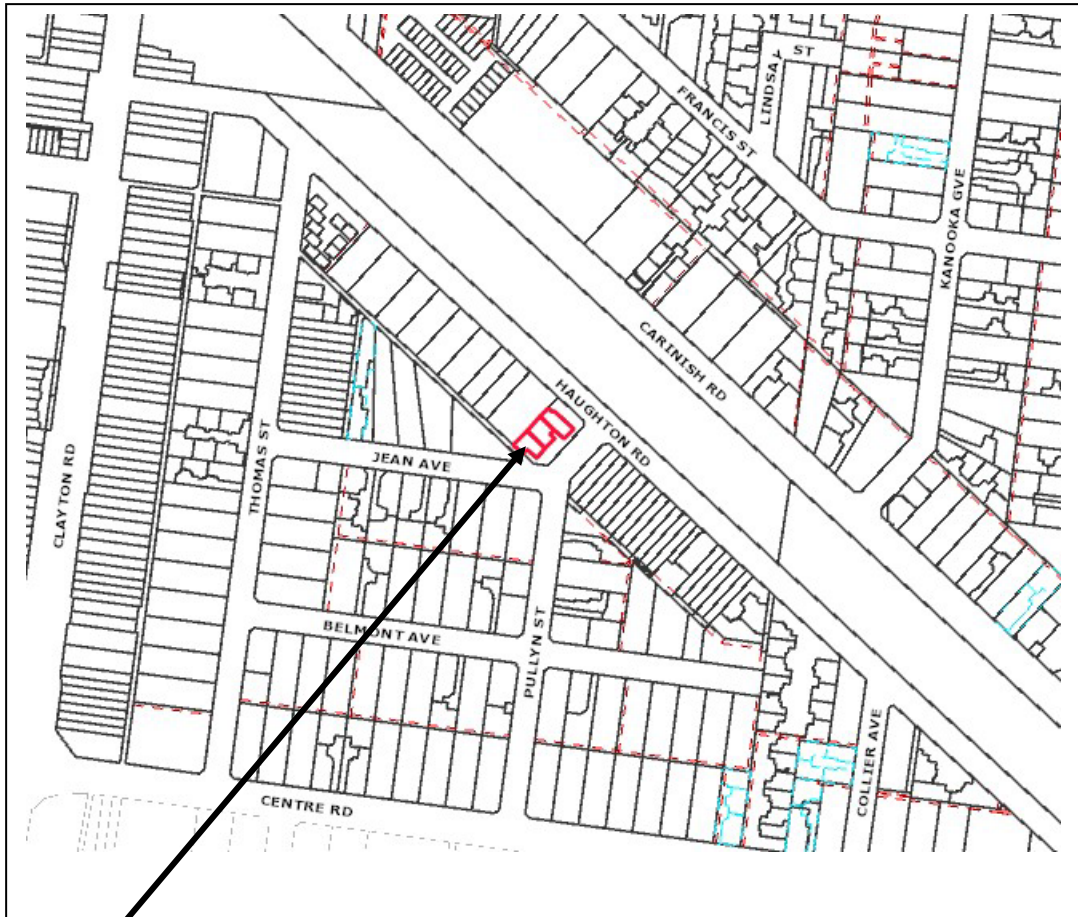 LINDSAY ST
FRANCIS ST
KANOOKA GVE
CARINISH RD
HAUGHTON RD
JEAN AVE
THOMAS ST
CLAYTON RD
BELMONT AVE
PULLYN ST
COLLIER AVE
CENTRE RD